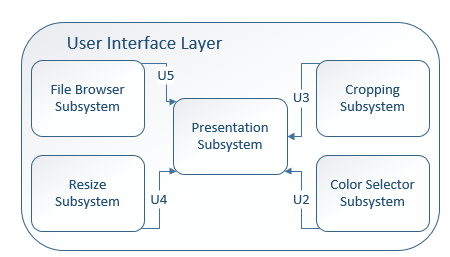 User Interface Layer
File Browser
Subsystem
U5
Cropping
Subsystem
U3
Presentation
Subsystem
Resize
Subsystem
U4
Color Selector
Subsystem
U2